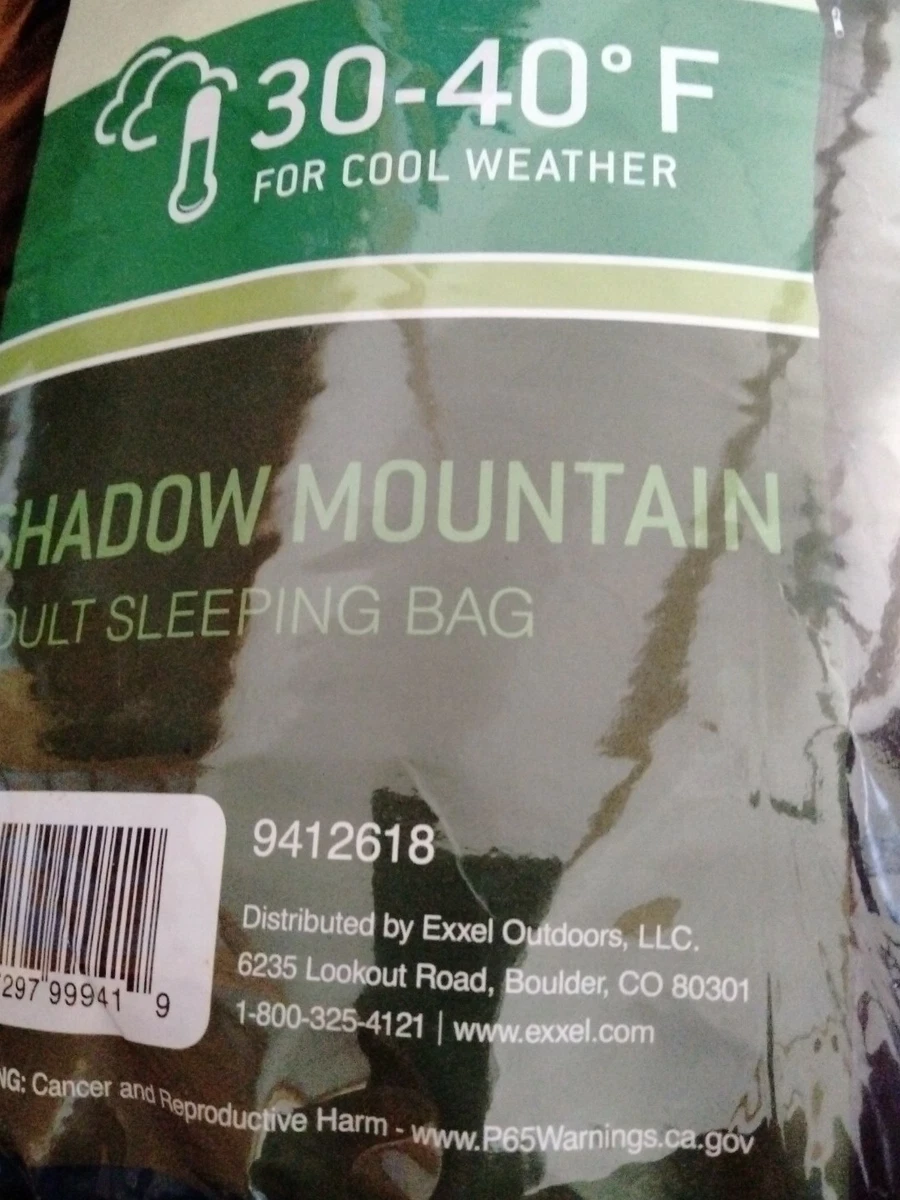 30-40° F
FOR COOL WEATHER
SHADOW MOUNTAIN
DULT SLEEPING BAG
9412618
297 99941 9
Distributed by Exxel Outdoors, LLC.
6235 Lookout Road, Boulder, CO 80301
1-800-325-4121 | www.exxel.com
NG: Cancer and Reproductive Harm - www.P65Warnings.ca.gov